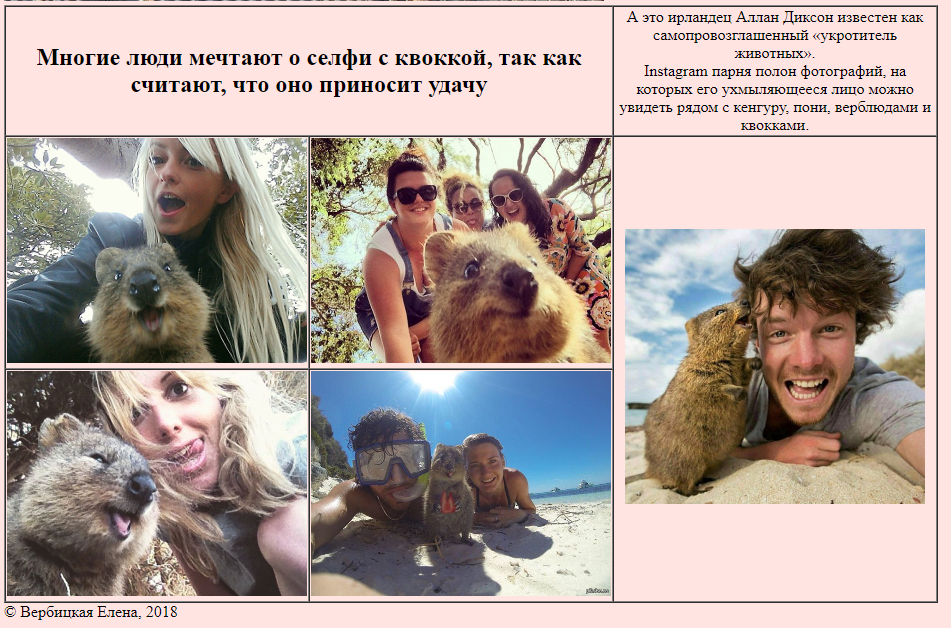 Многие люди мечтают о селфи с квоккой, так как
считают, что оно приносит удачу
А это ирландец Аллан Диксон известен как
самопровозглашенный «укротитель
животных».
Instagram парня полон фотографий, на
которых его ухмыляющееся лицо можно
увидеть рядом с кенгуру, пони, верблюдами и
квокками.
© Вербицкая Елена, 2018